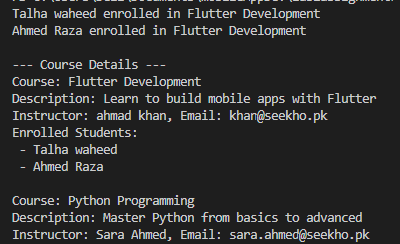 Talha waheed enrolled in Flutter Development
Ahmed Raza enrolled in Flutter Development
--- Course Details ---
Course: Flutter Development
Description: Learn to build mobile apps with Flutter
Instructor: ahmad khan, Email: khan@seekho.pk
Enrolled Students:
- Talha waheed
- Ahmed Raza
Course: Python Programming
Description: Master Python from basics to advanced
Instructor: Sara Ahmed, Email: sara.ahmed@seekho.pk